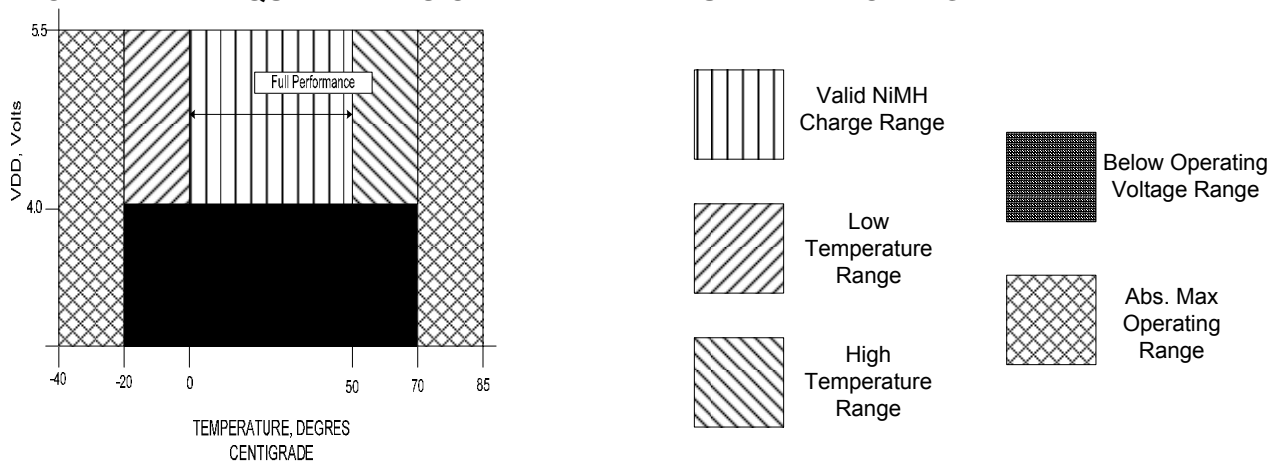 5.5
Full Performance
VDD, Volts
4.0
-40
-20
0
50
70
85
TEMPERATURE, DEGRES
CENTIGRADE
Valid NiMH
Charge Range
Low
Temperature
Range
High
Temperature
Range
Below Operating
Voltage Range
Abs. Max
Operating
Range